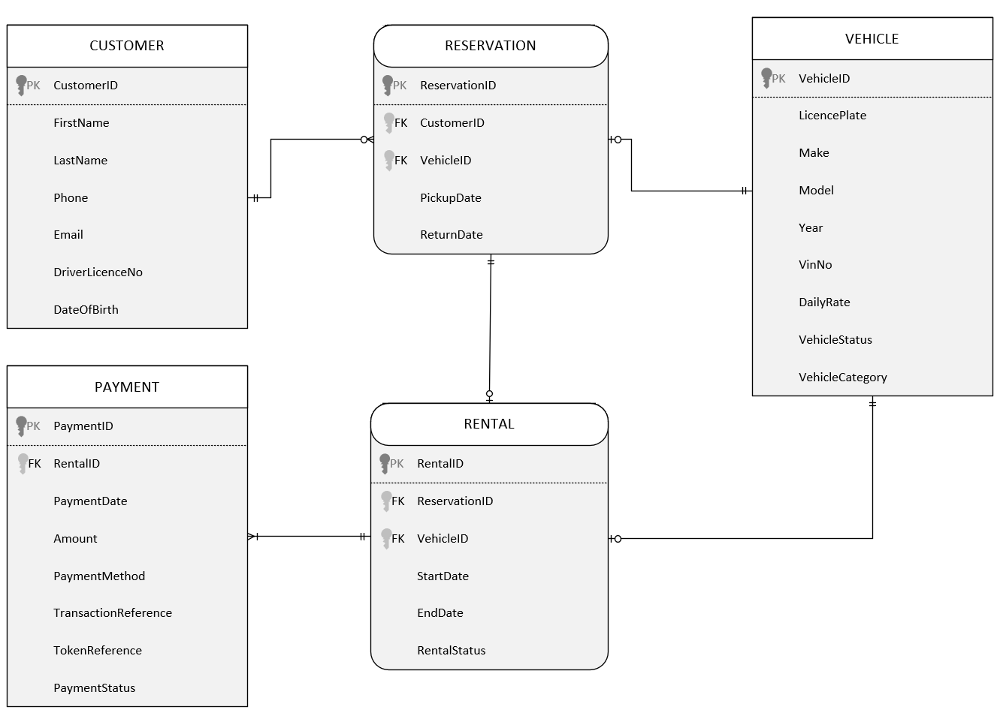 CUSTOMER
PK CustomerID
FirstName
LastName
Phone
Email
DriverLicenceNo
DateOfBirth
RESERVATION
PK ReservationID
FK CustomerID
FK VehicleID
PickupDate
ReturnDate
VEHICLE
PK VehicleID
LicencePlate
Make
Model
Year
VinNo
DailyRate
VehicleStatus
VehicleCategory
PAYMENT
PK PaymentID
FK RentalID
PaymentDate
Amount
PaymentMethod
TransactionReference
TokenReference
PaymentStatus
RENTAL
PK RentalID
FK ReservationID
FK VehicleID
StartDate
EndDate
RentalStatus